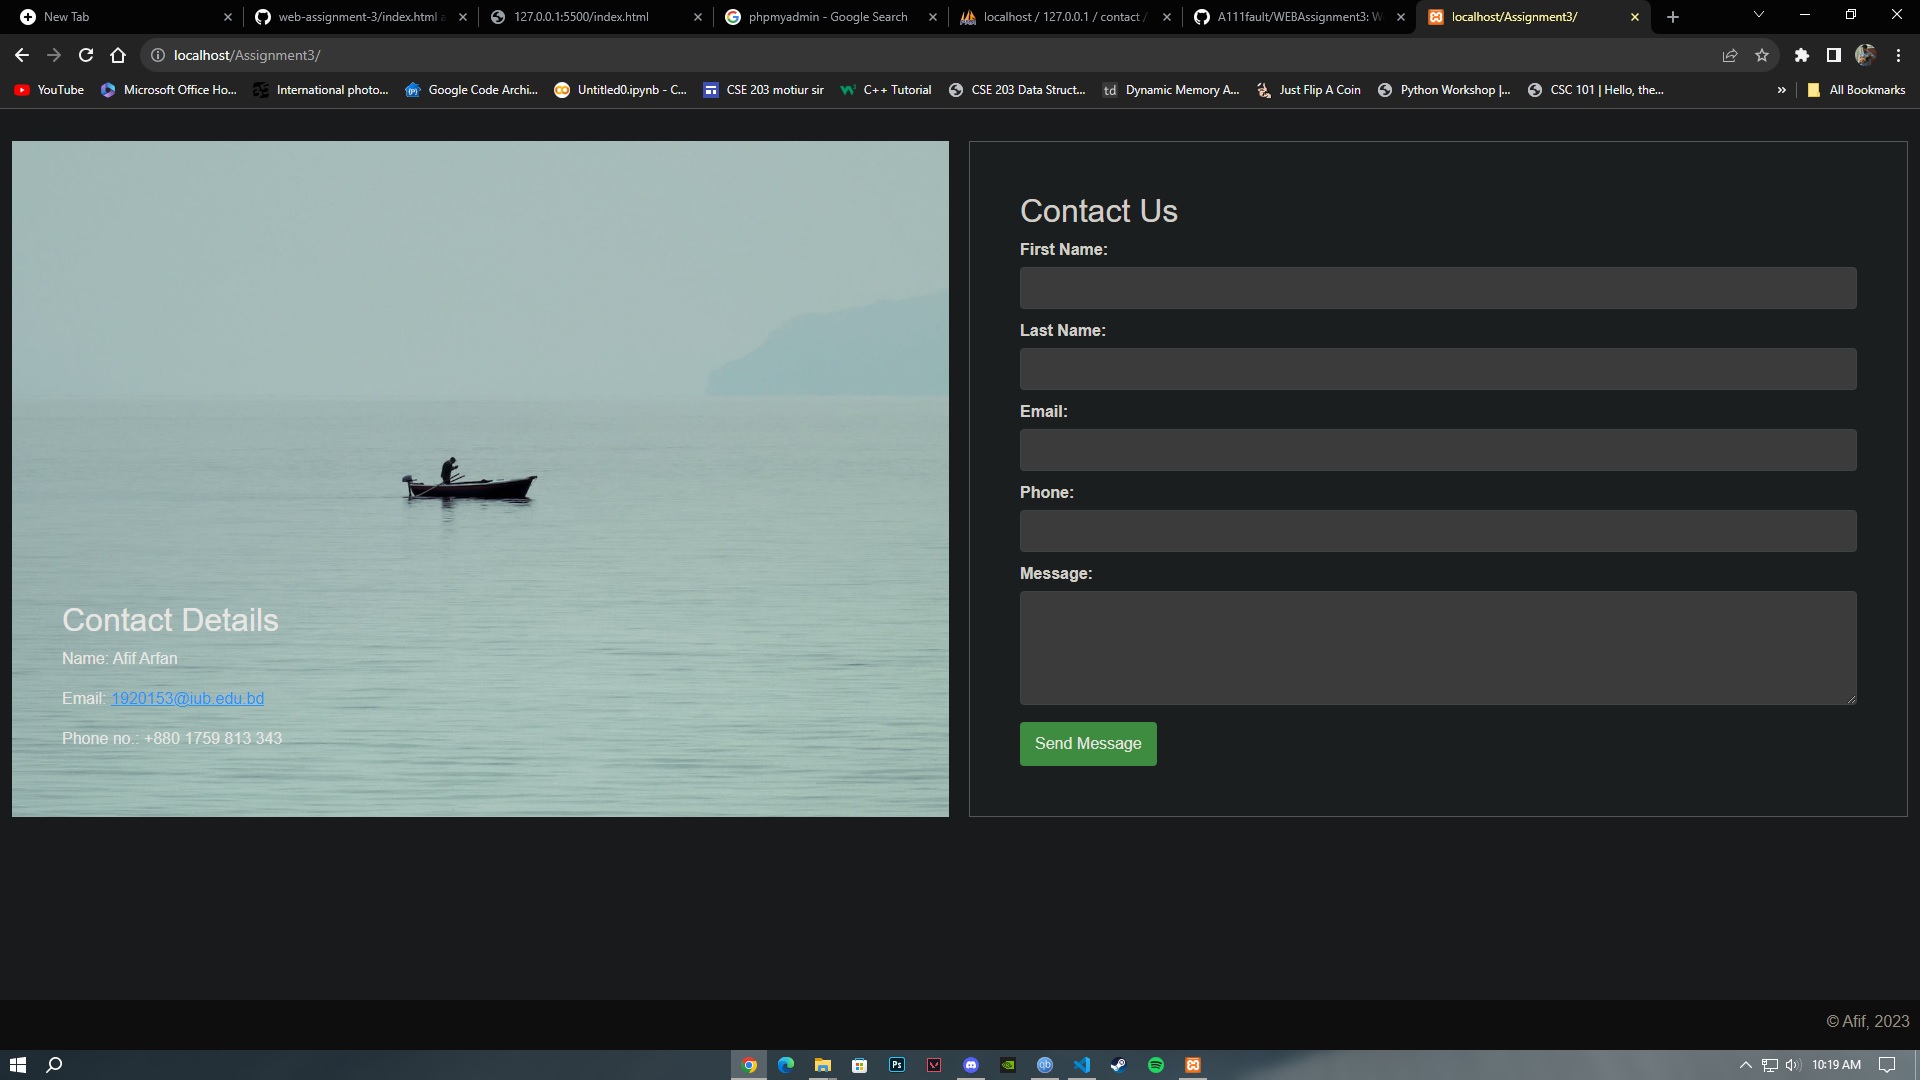 New Tab
web-assignment-3/index.html a
127.0.0.1:5500/index.html
phpmyadmin - Google Search
localhost / 127.0.0.1 / contact /
A111fault/WEBAssignment3: W
localhost/Assignment3/
localhost/Assignment3/
YouTube
Microsoft Office Ho...
International photo...
Google Code Archi...
Untitled0.ipynb - C...
CSE 203 motiur sir
C++ Tutorial
CSE 203 Data Struct...
td
Dynamic Memory A...
Just Flip A Coin
Python Workshop |...
CSC 101 | Hello, the...
»
All Bookmarks
Contact Details
Name: Afif Arfan
Email: 1920153@iub.edu.bd
Phone no.: +880 1759 813 343
Contact Us
First Name:
Last Name:
Email:
Phone:
Message:
Send Message
© Afif, 2023
Ps
qb
10:19 AM